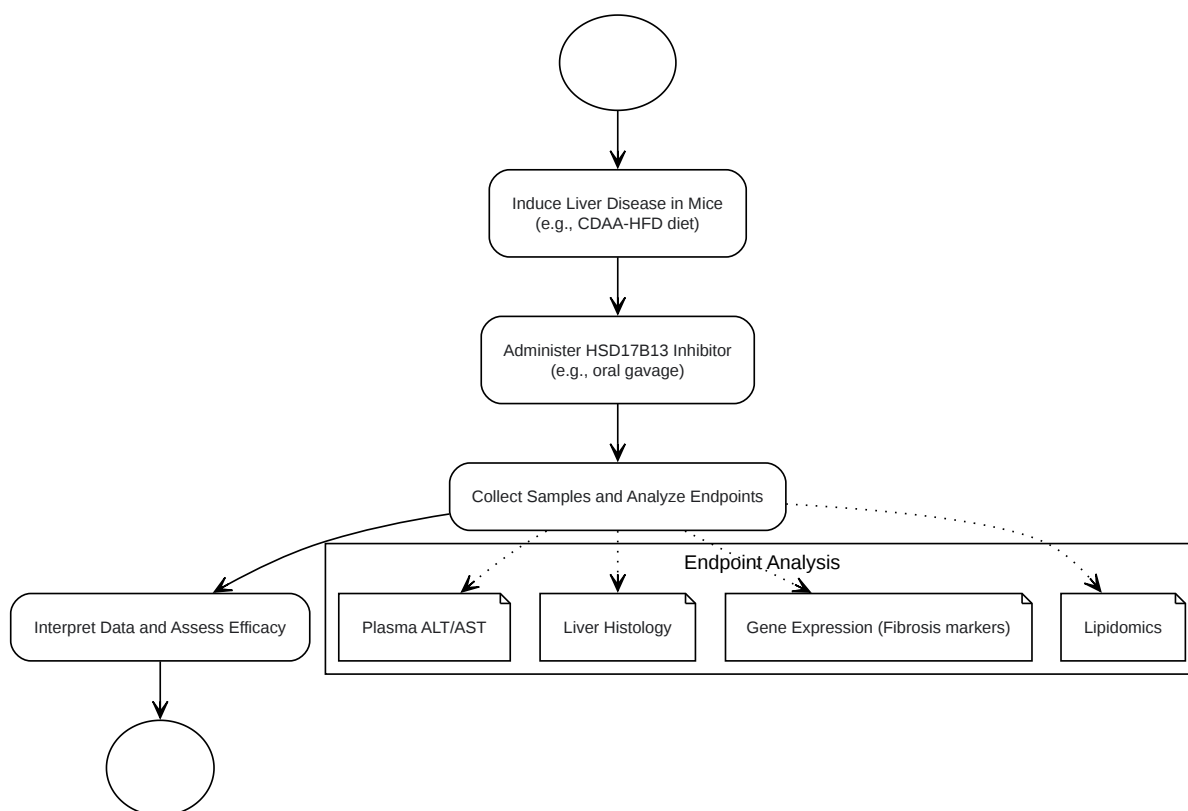 Induce Liver Disease in Mice
(e.g., CDAA-HFD diet)
Administer HSD17B13 Inhibitor
(e.g., oral gavage)
Collect Samples and Analyze Endpoints
Endpoint Analysis
Interpret Data and Assess Efficacy
Plasma ALT/AST
Liver Histology
Gene Expression (Fibrosis markers)
Lipidomics